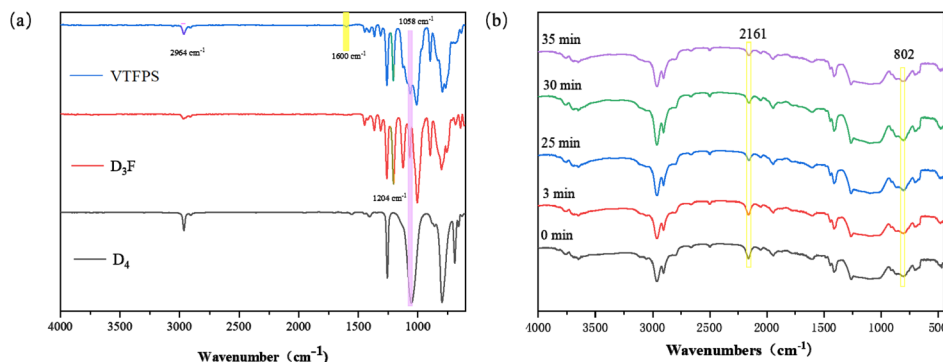 (a)
1058 cm⁻¹
2964 cm⁻¹
1600 cm⁻¹
VTFPS
D₃F
1204 cm⁻¹
D₄
4000 3000 2500 2000 1500 1000
Wavenumber (cm⁻¹)
(b)
35 min
2161
802
30 min
25 min
3 min
0 min
4000 3000 2500 2000 1500 1000 500
Wavenumbers (cm⁻¹)